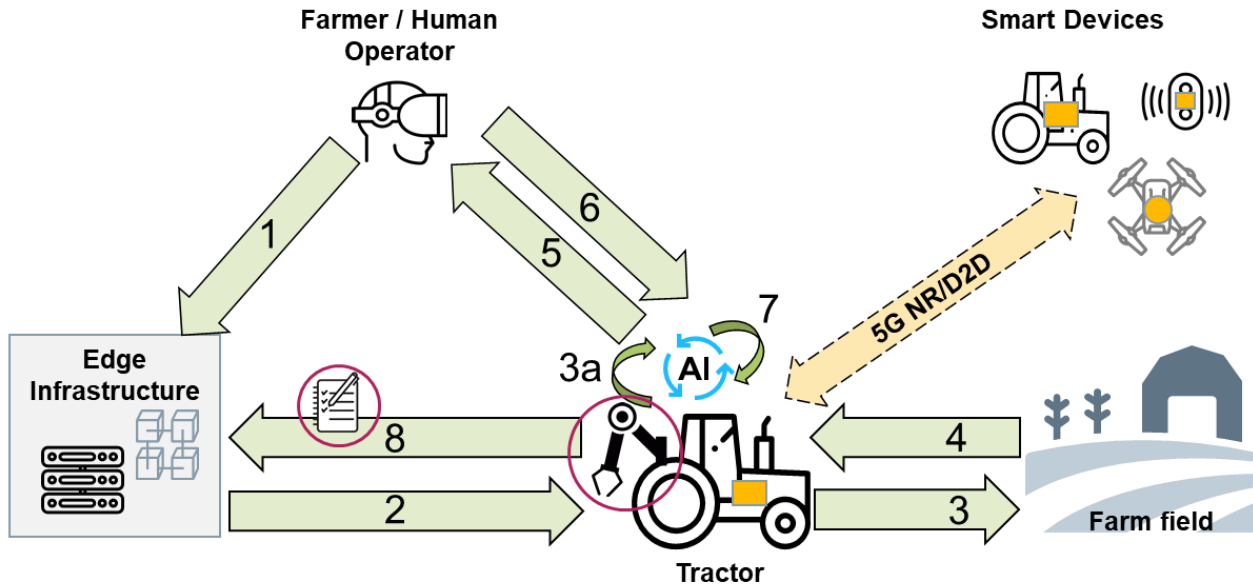 Farmer / Human
Operator
Smart Devices
1
6
5
5G NR/D2D
7
Edge
Infrastructure
3a
AI
8
4
2
3
Farm field
Tractor